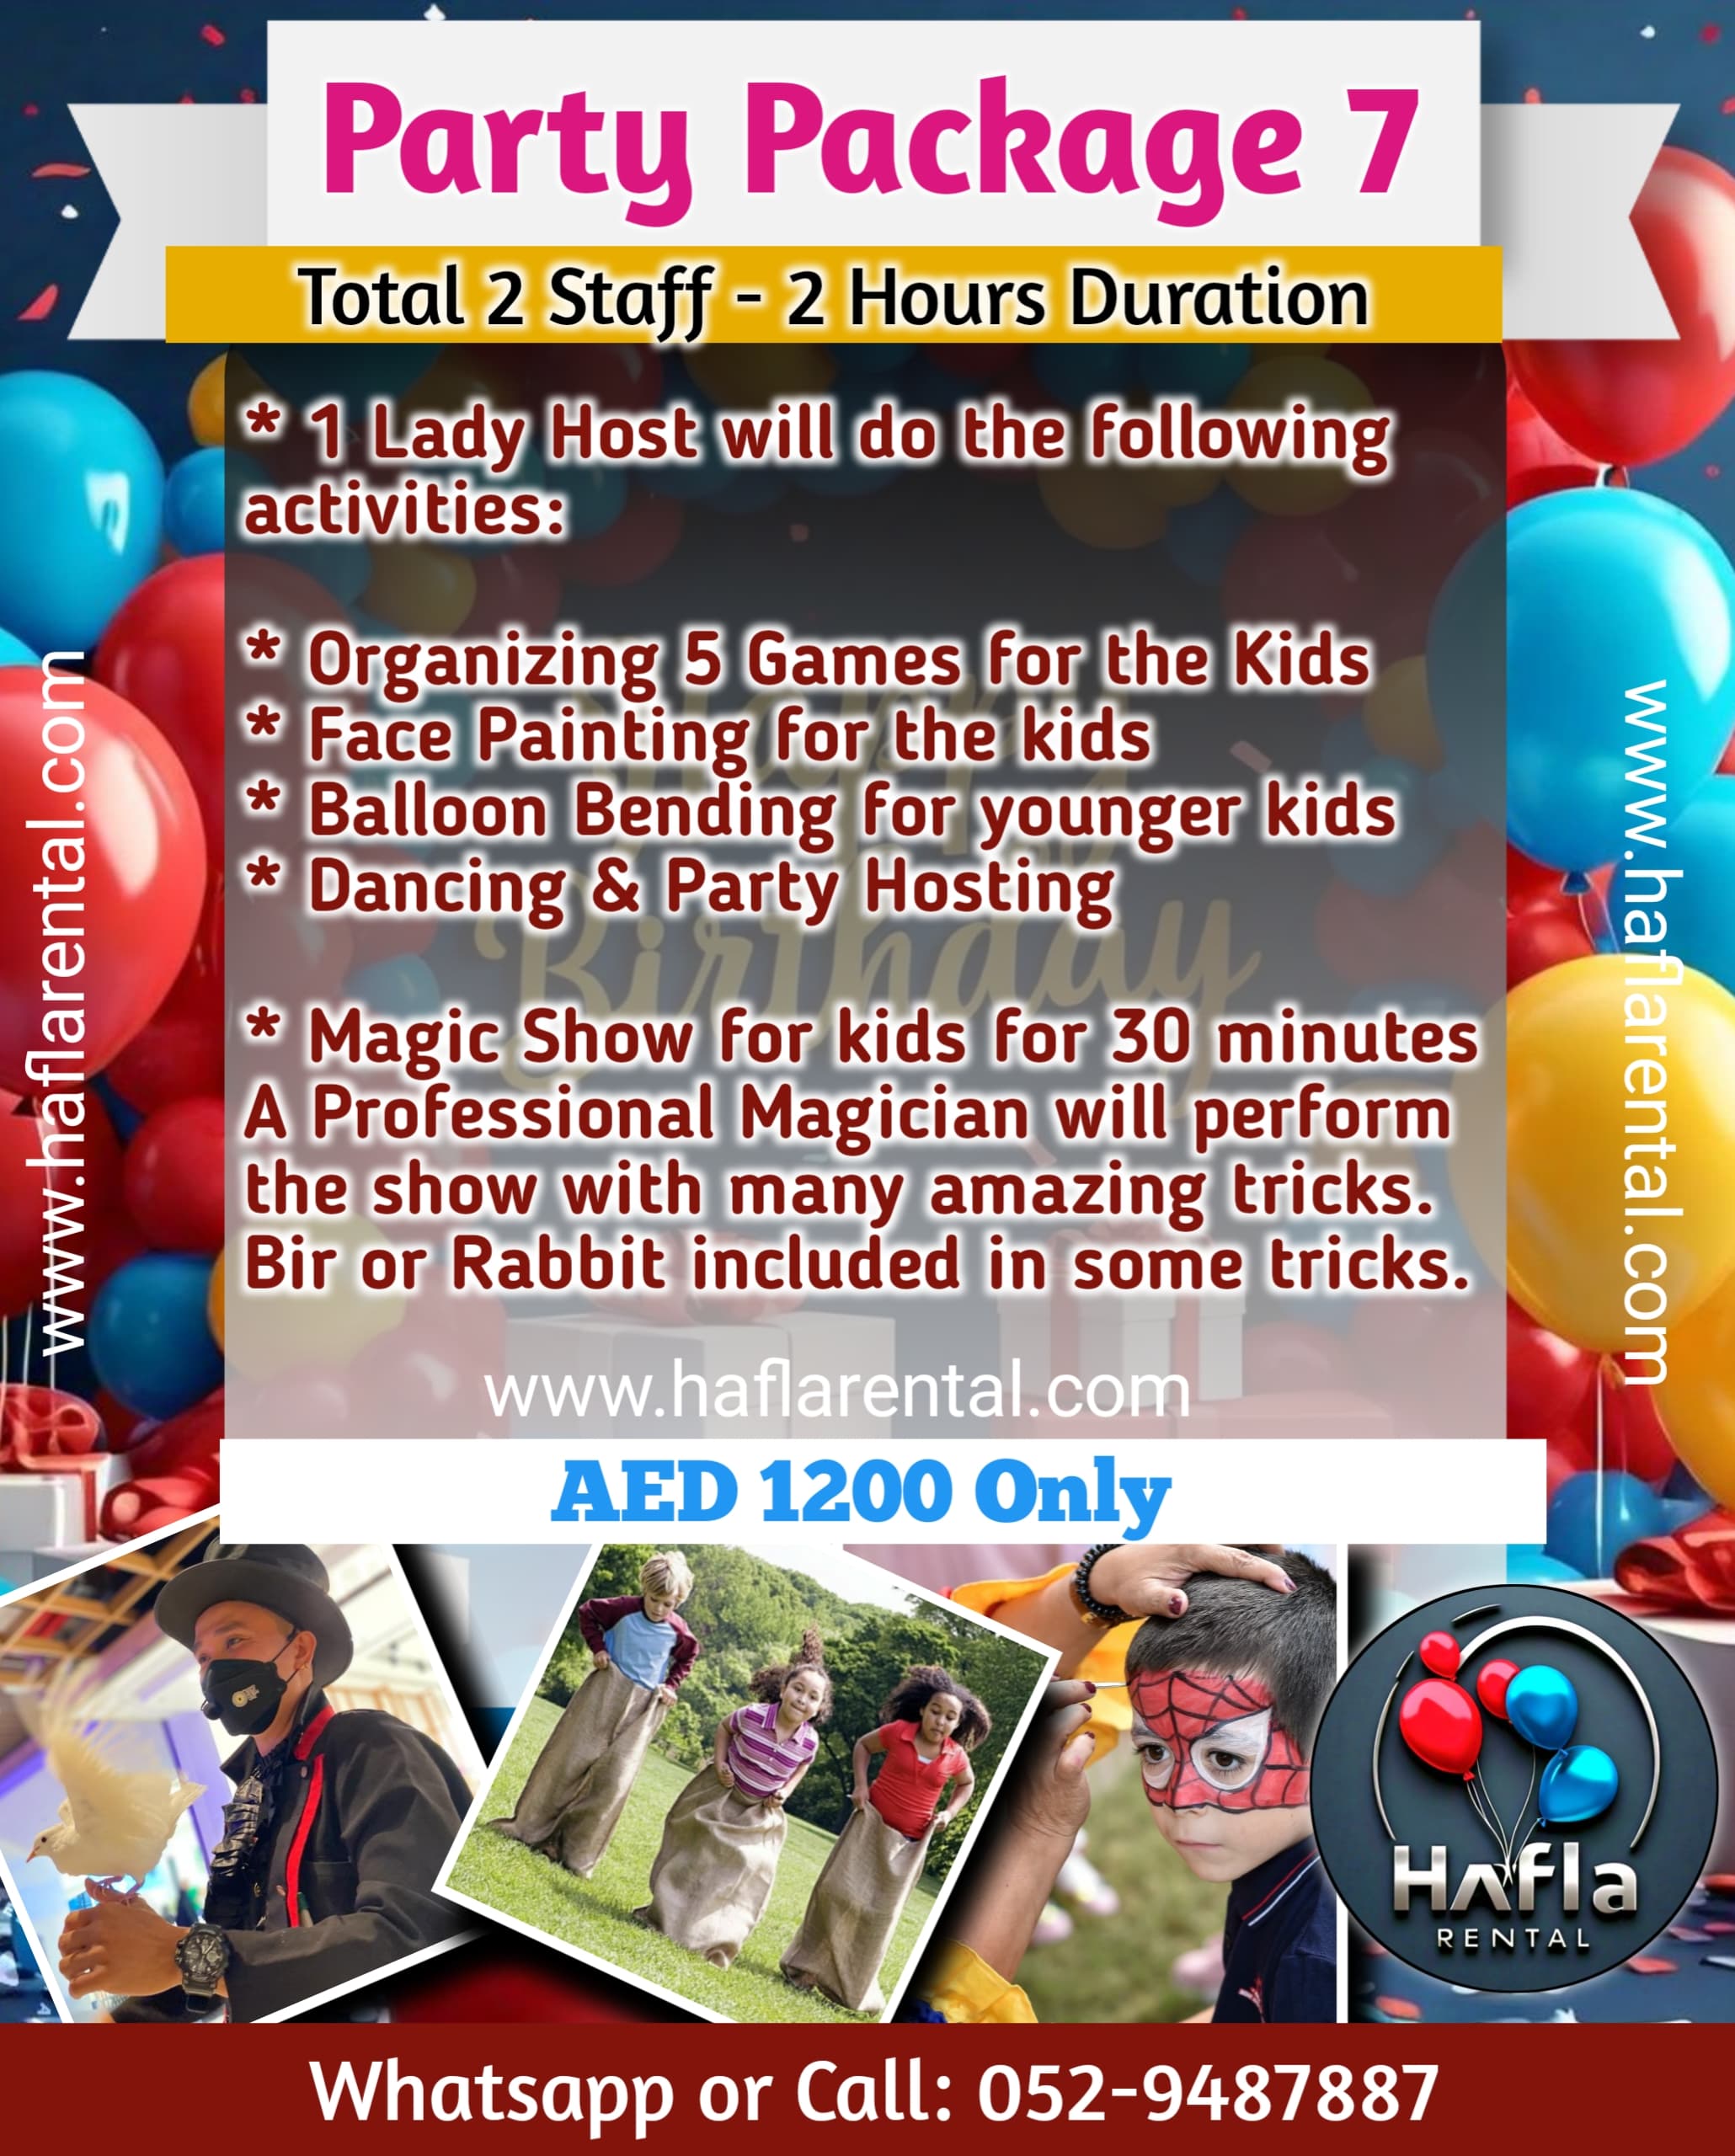 Party Package 7
Total 2 Staff - 2 Hours Duration
* 1 Lady Host will do the following
activities:
* Organizing 5 Games for the Kids
* Face Painting for the kids
* Balloon Bending for younger kids
* Dancing & Party Hosting
* Magic Show for kids for 30 minutes
A Professional Magician will perform
the show with many amazing tricks.
Bir or Rabbit included in some tricks.
www.haflarental.com
www.haflarental.com
www.haflarental.com
Happy
Birthday
AED 1200 Only
Hafla
RENTAL
Whatsapp or Call: 052-9487887